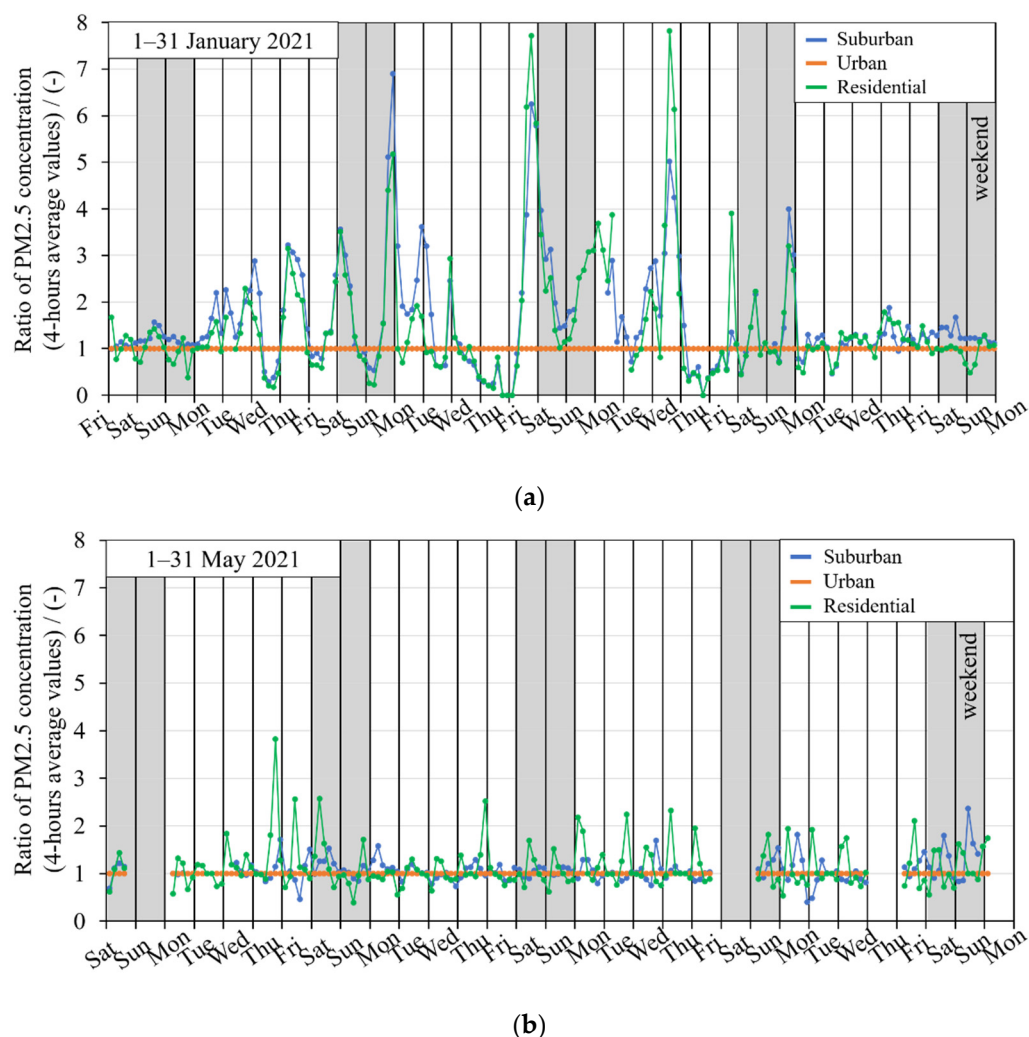 (a)
8
7
6
5
4
3
2
1
0
Ratio of PM2.5 concentration
(4-hours average values) / (-)
1–31 January 2021
Suburban
Urban
Residential
weekend
Fri Sat Sun Mon Tue Wed Thu Fri Sat Sun Mon Tue Wed Thu Fri Sat Sun Mon Tue Wed Thu Fri Sat Sun Mon Tue Wed Thu Fri Sat Sun Mon
(a)
8
7
6
5
4
3
2
1
0
Ratio of PM2.5 concentration
(4-hours average values) / (-)
1–31 May 2021
Suburban
Urban
Residential
weekend
Sat Sun Mon Tue Wed Thu Fri Sat Sun Mon Tue Wed Thu Fri Sat Sun Mon Tue Wed Thu Fri Sat Sun Mon Tue Wed Thu Fri Sat Sun Mon
(b)